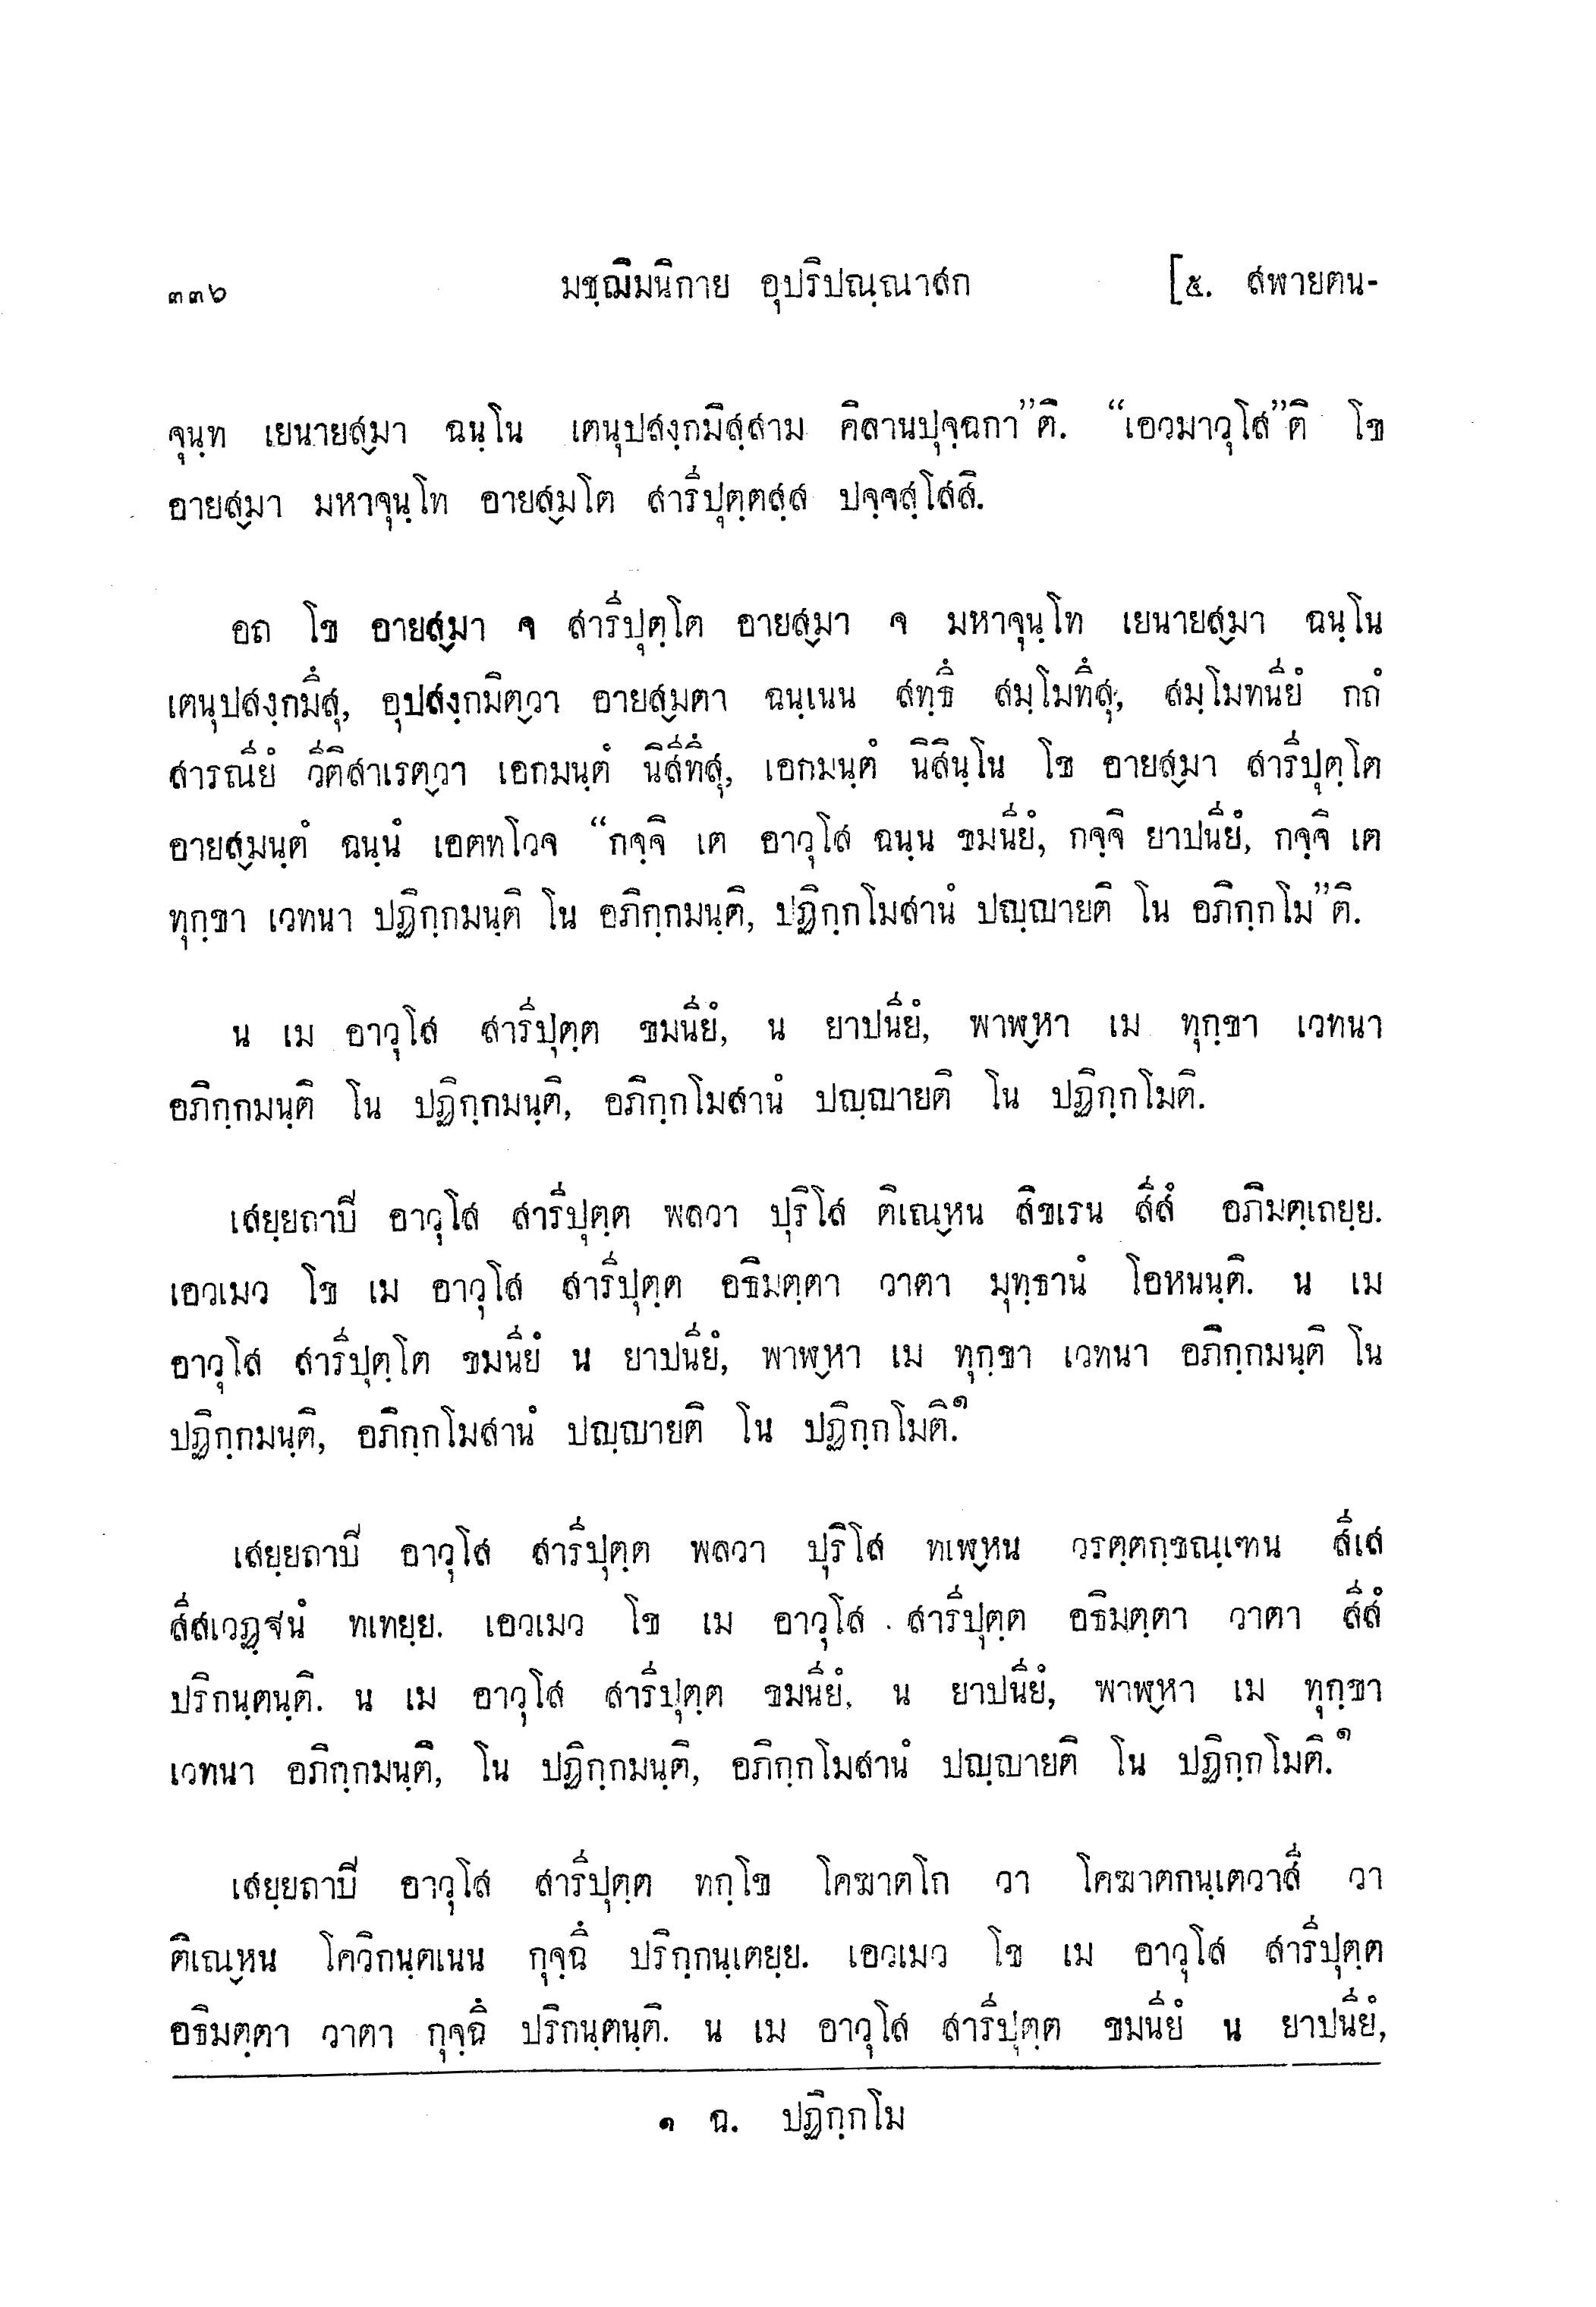 ๓๓๖ มชฺฌิมนิกาย อุปริปณฺณาสก [๕. สฬายตน-
จุนฺท เยนายสฺมา ฉนฺโน เตนุปสงฺกมิสฺสาม คิลานปุจฺฉกา”ติ. “เอวมาวุโส”ติ โข
อายสฺมา มหาจุนฺโท อายสฺมโต สารีปุตฺตสฺส ปจฺจสฺโสสิ.
อถ โข อายสฺมา จ สารีปุตฺโต อายสฺมา จ มหาจุนฺโท เยนายสฺมา ฉนฺโน
เตนุปสงฺกมึสุ, อุปสงฺกมิตฺวา อายสฺมตา ฉนฺเนน สทฺธึ สมฺโมทึสุ, สมฺโมทนียํ กถํ
สารณียํ วีติสาเรตฺวา เอกมนฺตํ นิสีทึสุ, เอกมนฺตํ นิสินฺโน โข อายสฺมา สารีปุตฺโต
อายสฺมนฺตํ ฉนฺนํ เอตทโวจ “กจฺจิ เต อาวุโส ฉนฺน ขมนียํ, กจฺจิ ยาปนียํ, กจฺจิ เต
ทุกฺขา เวทนา ปฏิกฺกมนฺติ โน อภิกฺกมนฺติ, ปฏิกฺกโมสานํ ปญฺญายติ โน อภิกฺกโม”ติ.
น เม อาวุโส สารีปุตฺต ขมนียํ, น ยาปนียํ, พาฬฺหา เม ทุกฺขา เวทนา
อภิกฺกมนฺติ โน ปฏิกฺกมนฺติ, อภิกฺกโมสานํ ปญฺญายติ โน ปฏิกฺกโมติ.
เสยฺยถาปี อาวุโส สารีปุตฺต พลวา ปุริโส ติเณฺหน สิขเรน สีสํ อภิมตฺเถยฺย.
เอวเมว โข เม อาวุโส สารีปุตฺต อธิมตฺตา วาตา มุทฺธานํ โอหนนฺติ. น เม
อาวุโส สารีปุตฺโต ขมนียํ น ยาปนียํ, พาฬฺหา เม ทุกฺขา เวทนา อภิกฺกมนฺติ โน
ปฏิกฺกมนฺติ, อภิกฺกโมสานํ ปญฺญายติ โน ปฏิกฺกโมติ.๑
เสยฺยถาปี อาวุโส สารีปุตฺต พลวา ปุริโส ทเฬฺหน วรตฺตกฺขณฺเฑน สีเส
สีสเวฏฺฐนํ ทเทยฺย. เอวเมว โข เม อาวุโส สารีปุตฺต อธิมตฺตา วาตา สีสํ
ปริกนฺตนฺติ. น เม อาวุโส สารีปุตฺต ขมนียํ, น ยาปนียํ, พาฬฺหา เม ทุกฺขา
เวทนา อภิกฺกมนฺติ, โน ปฏิกฺกมนฺติ, อภิกฺกโมสานํ ปญฺญายติ โน ปฏิกฺกโมติ.๑
เสยฺยถาปี อาวุโส สารีปุตฺต ทกฺโข โคฆาตโก วา โคฆาตกนฺเตวาสี วา
ติเณฺหน โควิกนฺตเนน กุจฺฉึ ปริกฺกนฺเตยฺย. เอวเมว โข เม อาวุโส สารีปุตฺต
อธิมตฺตา วาตา กุจฺฉึ ปริกนฺตนฺติ. น เม อาวุโส สารีปุตฺต ขมนียํ น ยาปนียํ,
๑ ฉ. ปฏิกฺกโม